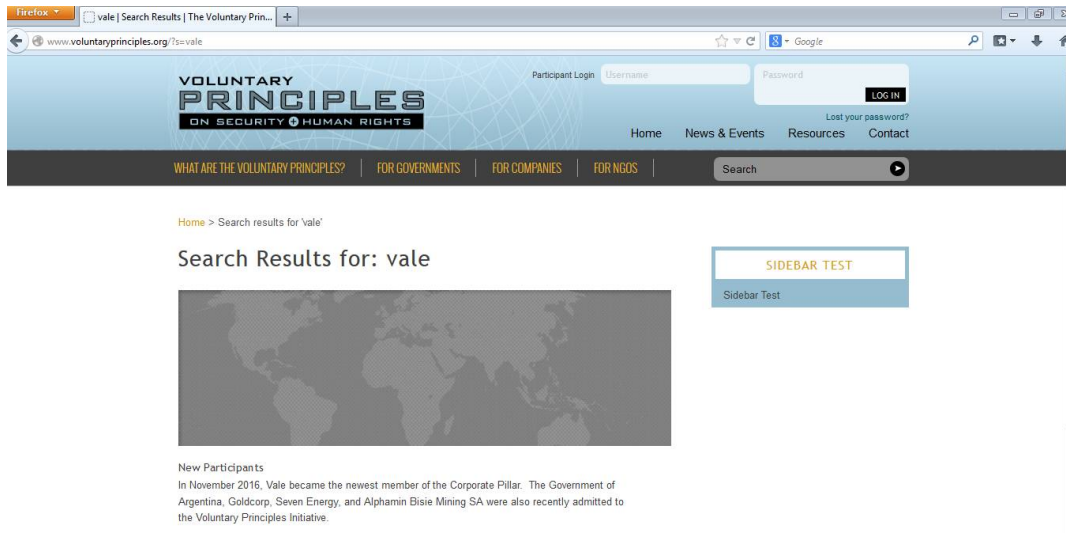 Firefox
vale | Search Results | The Voluntary Prin...
www.voluntaryprinciples.org/?s=vale
Google
VOLUNTARY
PRINCIPLES
ON SECURITY + HUMAN RIGHTS
Participant Login Username Password
LOG IN
Lost your password?
Home News & Events Resources Contact
WHAT ARE THE VOLUNTARY PRINCIPLES? FOR GOVERNMENTS FOR COMPANIES FOR NGOS Search
Home > Search results for 'vale'
Search Results for: vale
SIDEBAR TEST
Sidebar Test
New Participants
In November 2016, Vale became the newest member of the Corporate Pillar. The Government of
Argentina, Goldcorp, Seven Energy, and Alphamin Bisie Mining SA were also recently admitted to
the Voluntary Principles Initiative.